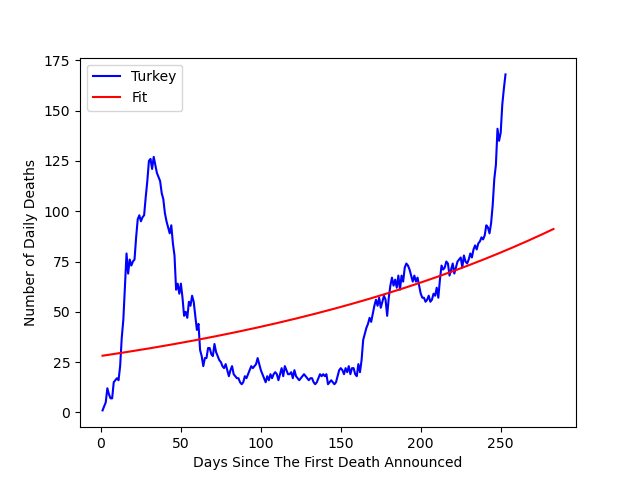 Turkey
Fit
Number of Daily Deaths
175
150
125
100
75
50
25
0
0 50 100 150 200 250
Days Since The First Death Announced